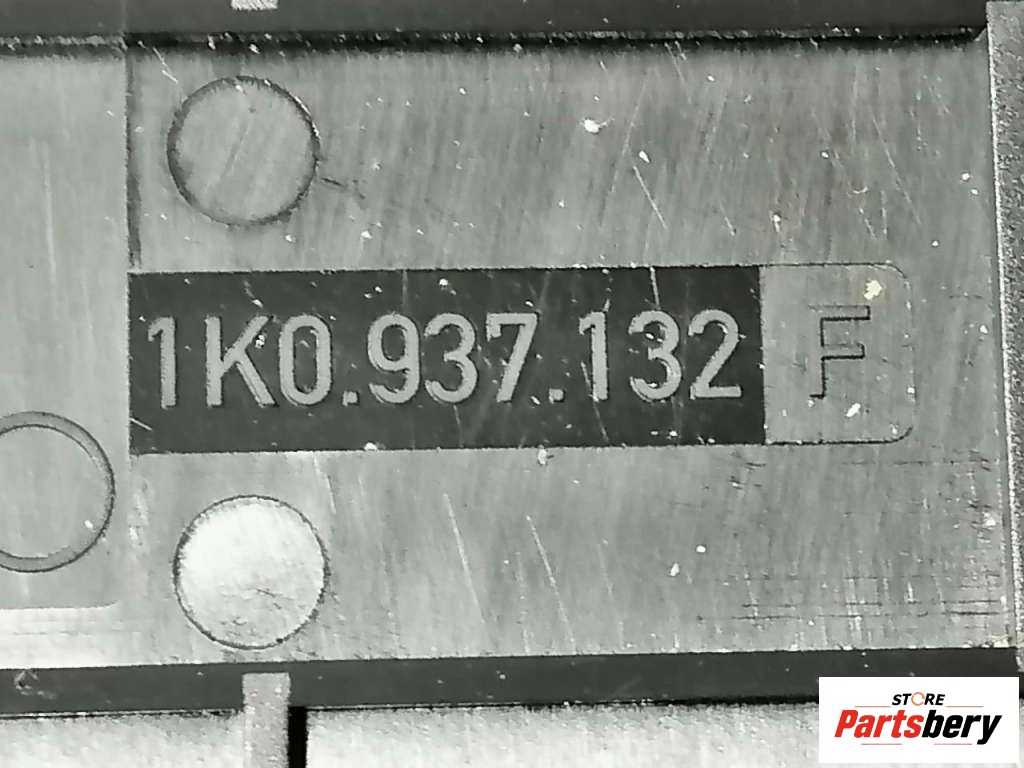 1K0.937.132 F
STORE
Partsbery